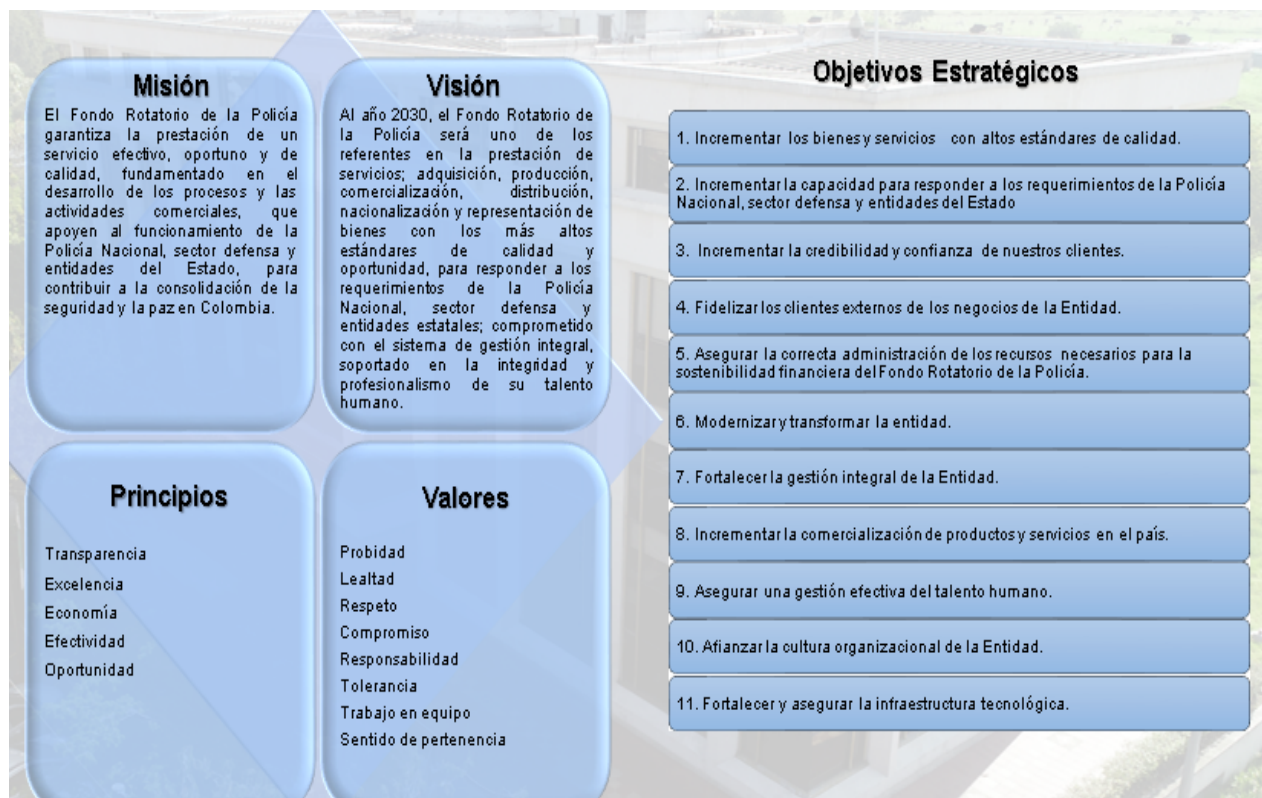 Misión
El Fondo Rotatorio de la Policía
garantiza la prestación de un
servicio efectivo, oportuno y de
calidad, fundamentado en el
desarrollo de los procesos y las
actividades comerciales, que
apoyen al funcionamiento de la
Policía Nacional, sector defensa y
entidades del Estado, para
contribuir a la consolidación de la
seguridad y la paz en Colombia.
Visión
Al año 2030, el Fondo Rotatorio de
la Policía será uno de los
referentes en la prestación de
servicios; adquisición, producción,
comercialización, distribución,
nacionalización y representación de
bienes con los más altos
estándares de calidad y
oportunidad, para responder a los
requerimientos de la Policía
Nacional, sector defensa y
entidades estatales; comprometido
con el sistema de gestión integral,
soportado en la integridad y
profesionalismo de su talento
humano.
Principios
Transparencia
Excelencia
Economía
Efectividad
Oportunidad
Valores
Probidad
Lealtad
Respeto
Compromiso
Responsabilidad
Tolerancia
Trabajo en equipo
Sentido de pertenencia
Objetivos Estratégicos
1. Incrementar los bienes y servicios con altos estándares de calidad.
2. Incrementar la capacidad para responder a los requerimientos de la Policía
Nacional, sector defensa y entidades del Estado
3. Incrementar la credibilidad y confianza de nuestros clientes.
4. Fidelizar los clientes externos de los negocios de la Entidad.
5. Asegurar la correcta administración de los recursos necesarios para la
sostenibilidad financiera del Fondo Rotatorio de la Policía.
6. Modernizar y transformar la entidad.
7. Fortalecer la gestión integral de la Entidad.
8. Incrementar la comercialización de productos y servicios en el país.
9. Asegurar una gestión efectiva del talento humano.
10. Afianzar la cultura organizacional de la Entidad.
11. Fortalecer y asegurar la infraestructura tecnológica.